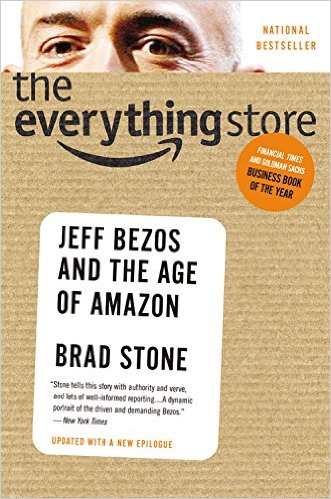 NATIONAL
BESTSELLER
the
everythingstore
FINANCIAL TIMES
AND GOLDMAN SACHS
BUSINESS BOOK
OF THE YEAR
JEFF BEZOS
AND THE AGE
OF AMAZON
BRAD STONE
"Stone tells this story with authority and verve,
and lots of well-informed reporting....A dynamic
portrait of the driven and demanding Bezos."
— New York Times
UPDATED WITH A NEW EPILOGUE